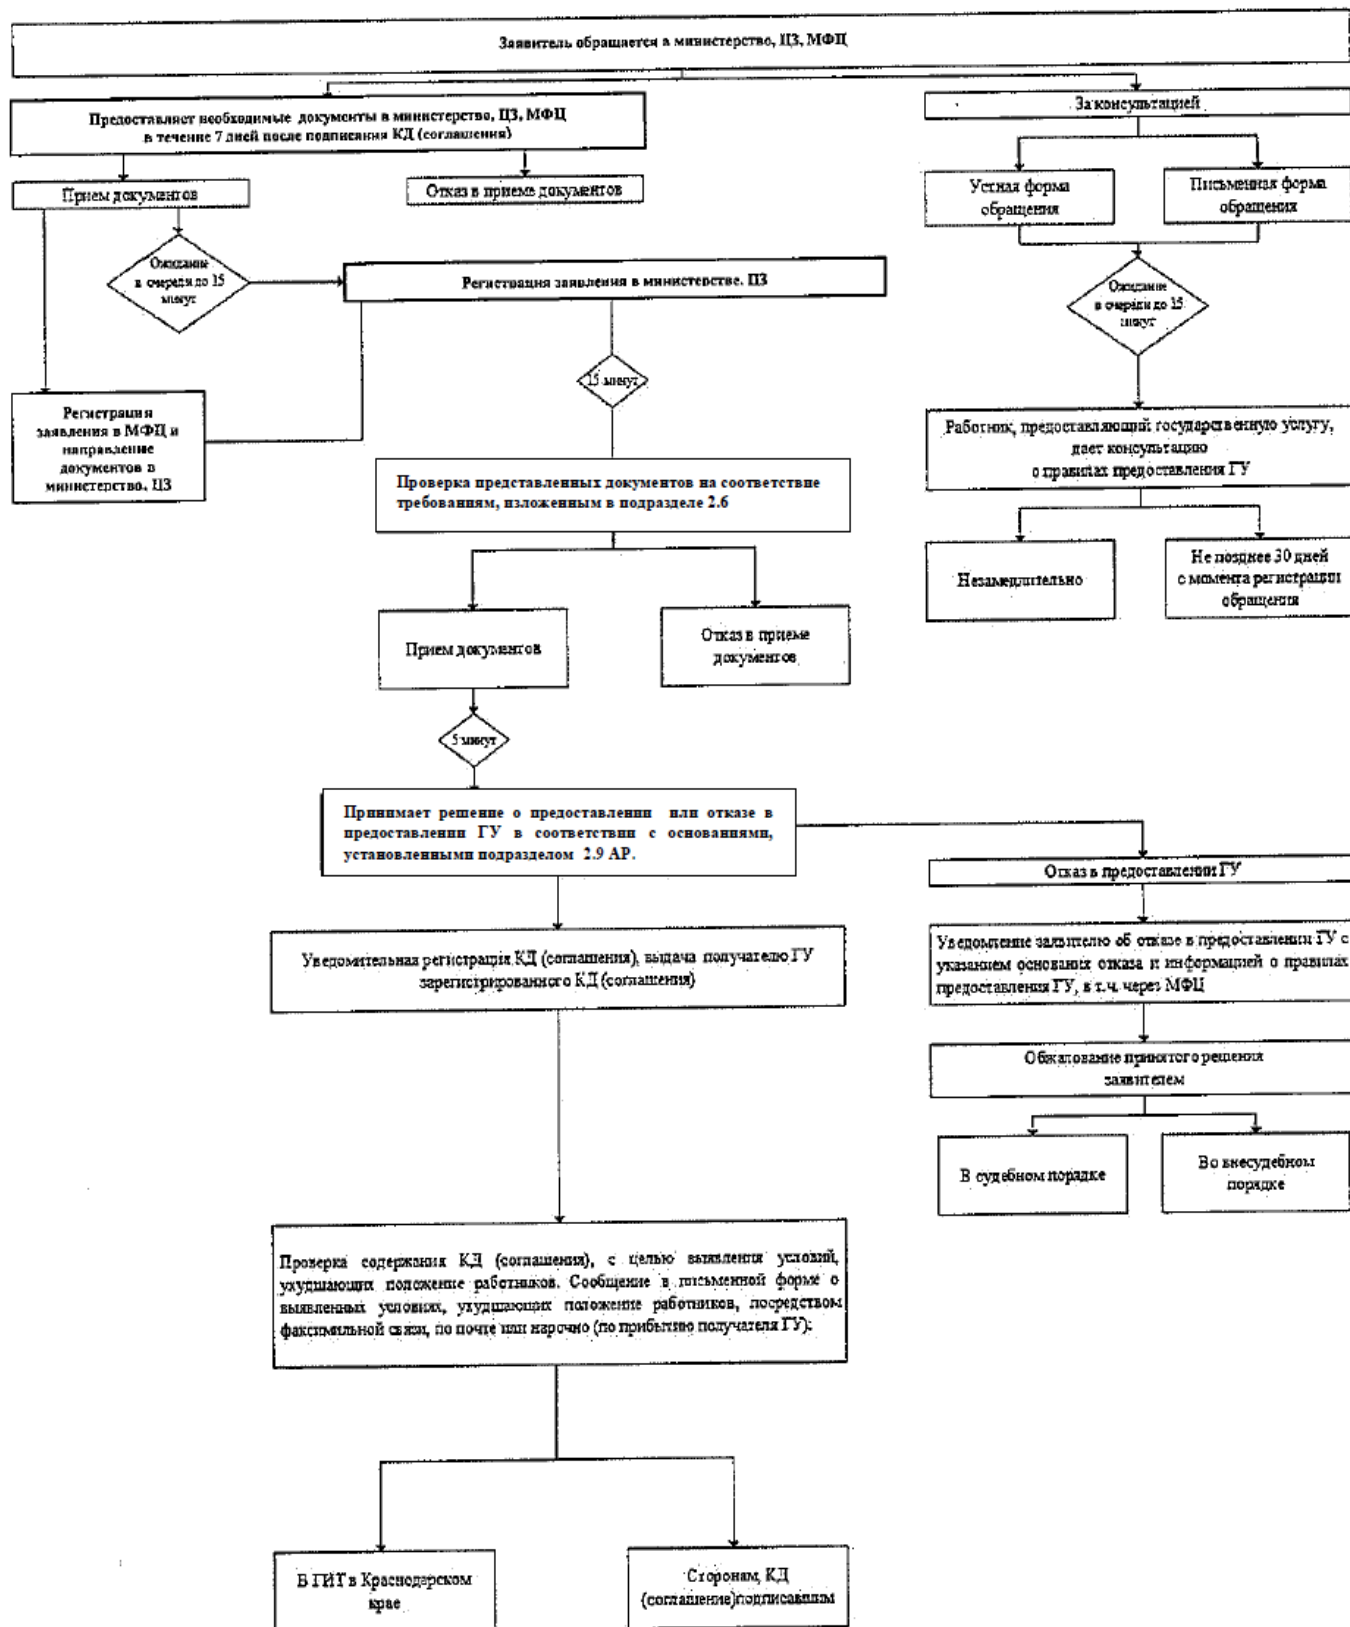 Заявитель обращается в министерство, ЦЗ, МФЦ
Предоставляет необходимые документы в министерство, ЦЗ, МФЦ
в течение 7 дней после подписания КД (соглашения)
За консультацией
Прием документов
Отказ в приеме документов
Устная форма
обращения
Письменная форма
обращения
Ожидание
в очереди до 15
минут
Регистрация заявления в министерстве, ЦЗ
Ожидание
в очереди до 15
минут
15 минут
Регистрация
заявления в МФЦ и
направление
документов в
министерство, ЦЗ
Работник, предоставляющий государственную услугу,
дает консультацию
о правилах предоставления ГУ
Проверка представленных документов на соответствие
требованиям, изложенным в подразделе 2.6
Незамедлительно
Не позднее 30 дней
с момента регистрации
обращения
Прием документов
Отказ в приеме
документов
5 минут
Принимает решение о предоставлении или отказе в
предоставлении ГУ в соответствии с основаниями,
установленными подразделом 2.9 АР.
Отказ в предоставлении ГУ
Уведомительная регистрация КД (соглашения), выдача получателю ГУ
зарегистрированного КД (соглашения)
Уведомление заявителю об отказе в предоставлении ГУ с
указанием основания отказа и информацией о правилах
предоставления ГУ, в т.ч. через МФЦ
Обжалование принятого решения
заявителем
В судебном порядке
Во внесудебном
порядке
Проверка содержания КД (соглашения), с целью выявления условий,
ухудшающих положение работников. Сообщение в письменной форме о
выявленных условиях, ухудшающих положение работников, посредством
факсимильной связи, по почте или нарочно (по прибытию получателя ГУ):
В ГИТ в Краснодарском
крае
Сторонам, КД
(соглашение)подписавшим